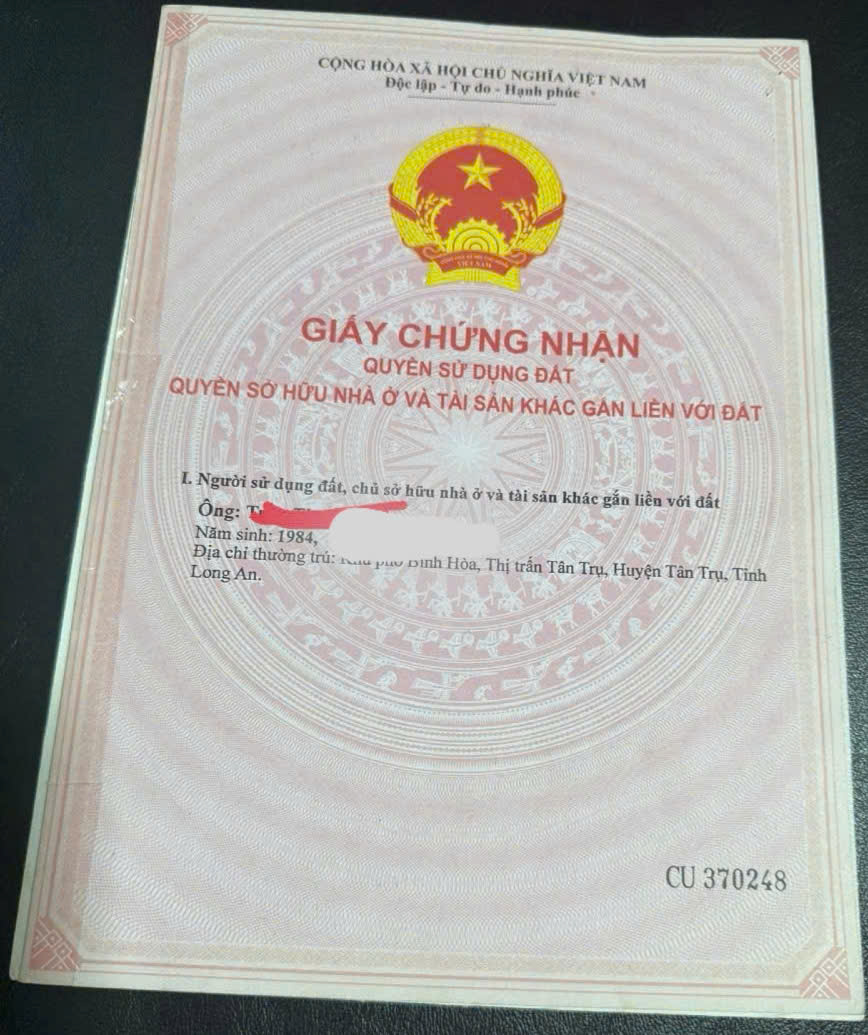 CỘNG HÒA XÃ HỘI CHỦ NGHĨA VIỆT NAM
Độc lập - Tự do - Hạnh phúc
GIẤY CHỨNG NHẬN
QUYỀN SỬ DỤNG ĐẤT
QUYỀN SỞ HỮU NHÀ Ở VÀ TÀI SẢN KHÁC GẮN LIỀN VỚI ĐẤT
I. Người sử dụng đất, chủ sở hữu nhà ở và tài sản khác gắn liền với đất
Ông:
Năm sinh: 1984,
Địa chỉ thường trú: Bình Hòa, Thị trấn Tân Trụ, Huyện Tân Trụ, Tỉnh
Long An.
CU 370248